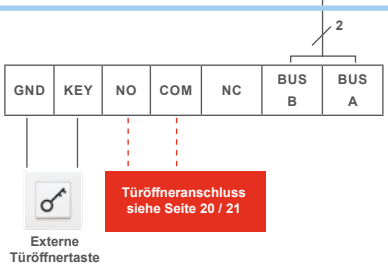 2
GND KEY NO COM NC BUS B BUS A
Türöffneranschluss
siehe Seite 20 / 21
Externe
Türöffnertaste